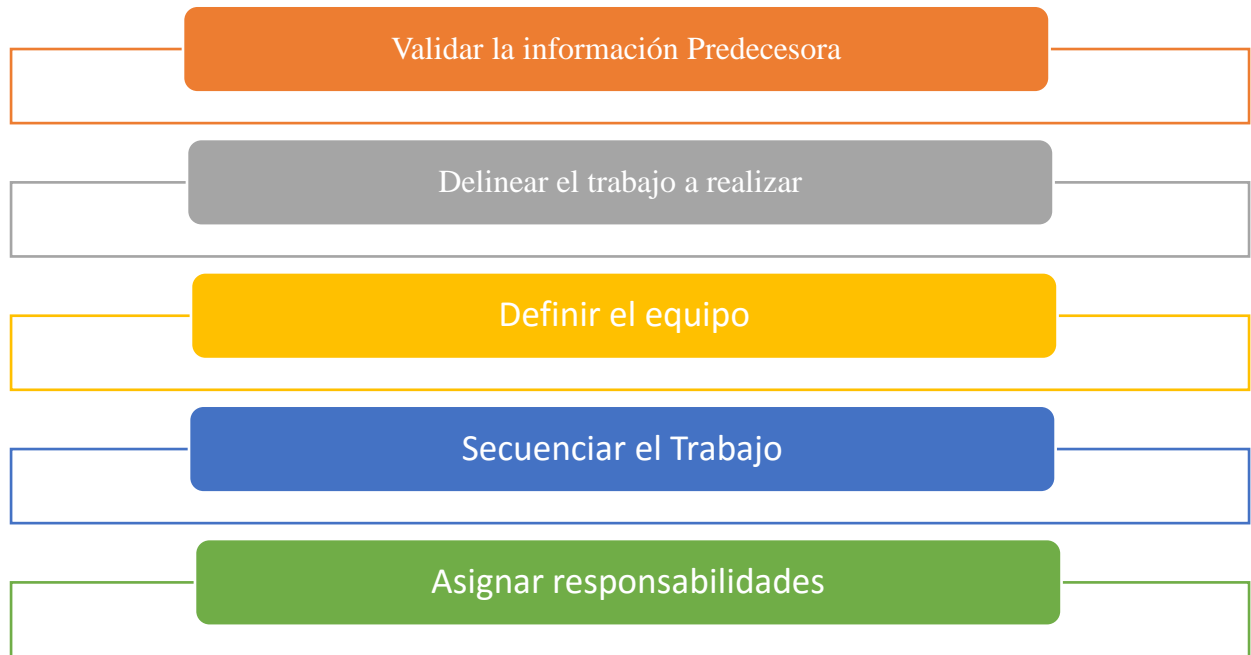 Validar la información Predecesora
Delinear el trabajo a realizar
Definir el equipo
Secuenciar el Trabajo
Asignar responsabilidades